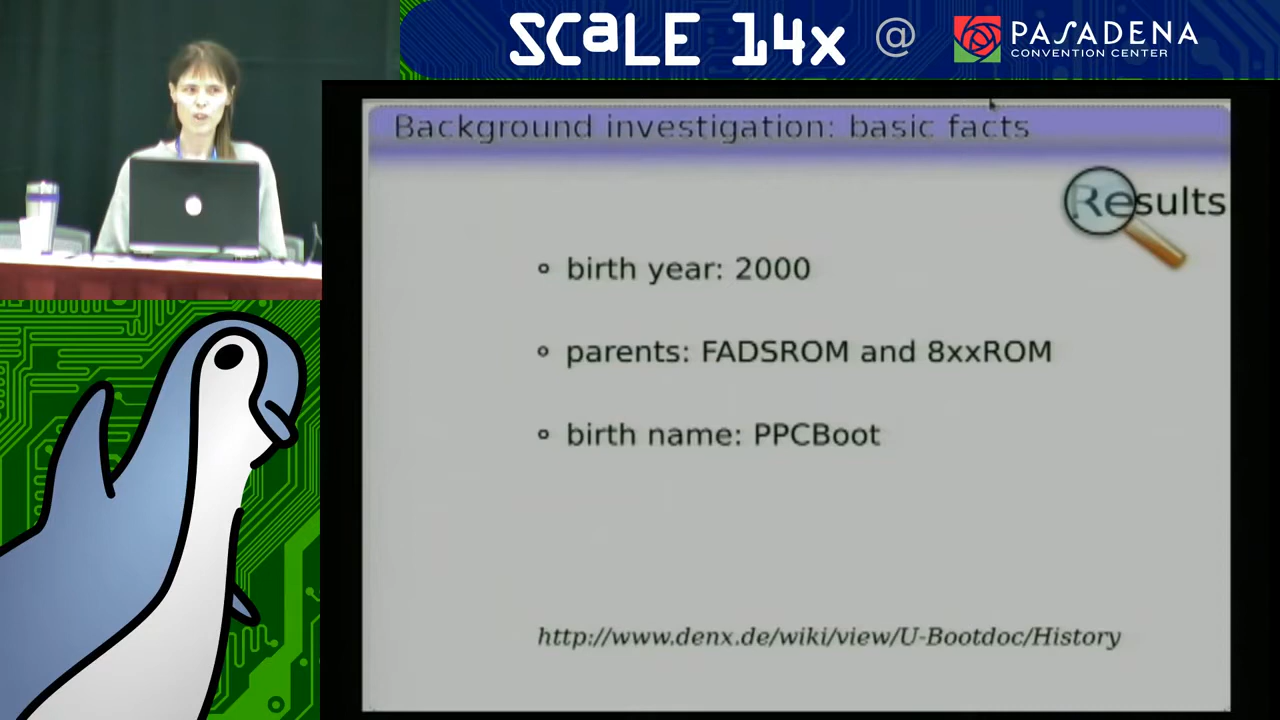 SCALE 14x @ PASADENA
CONVENTION CENTER
Background investigation: basic facts
Results
birth year: 2000
parents: FADSROM and 8xxROM
birth name: PPCBoot
http://www.denx.de/wiki/view/U-Bootdoc/History